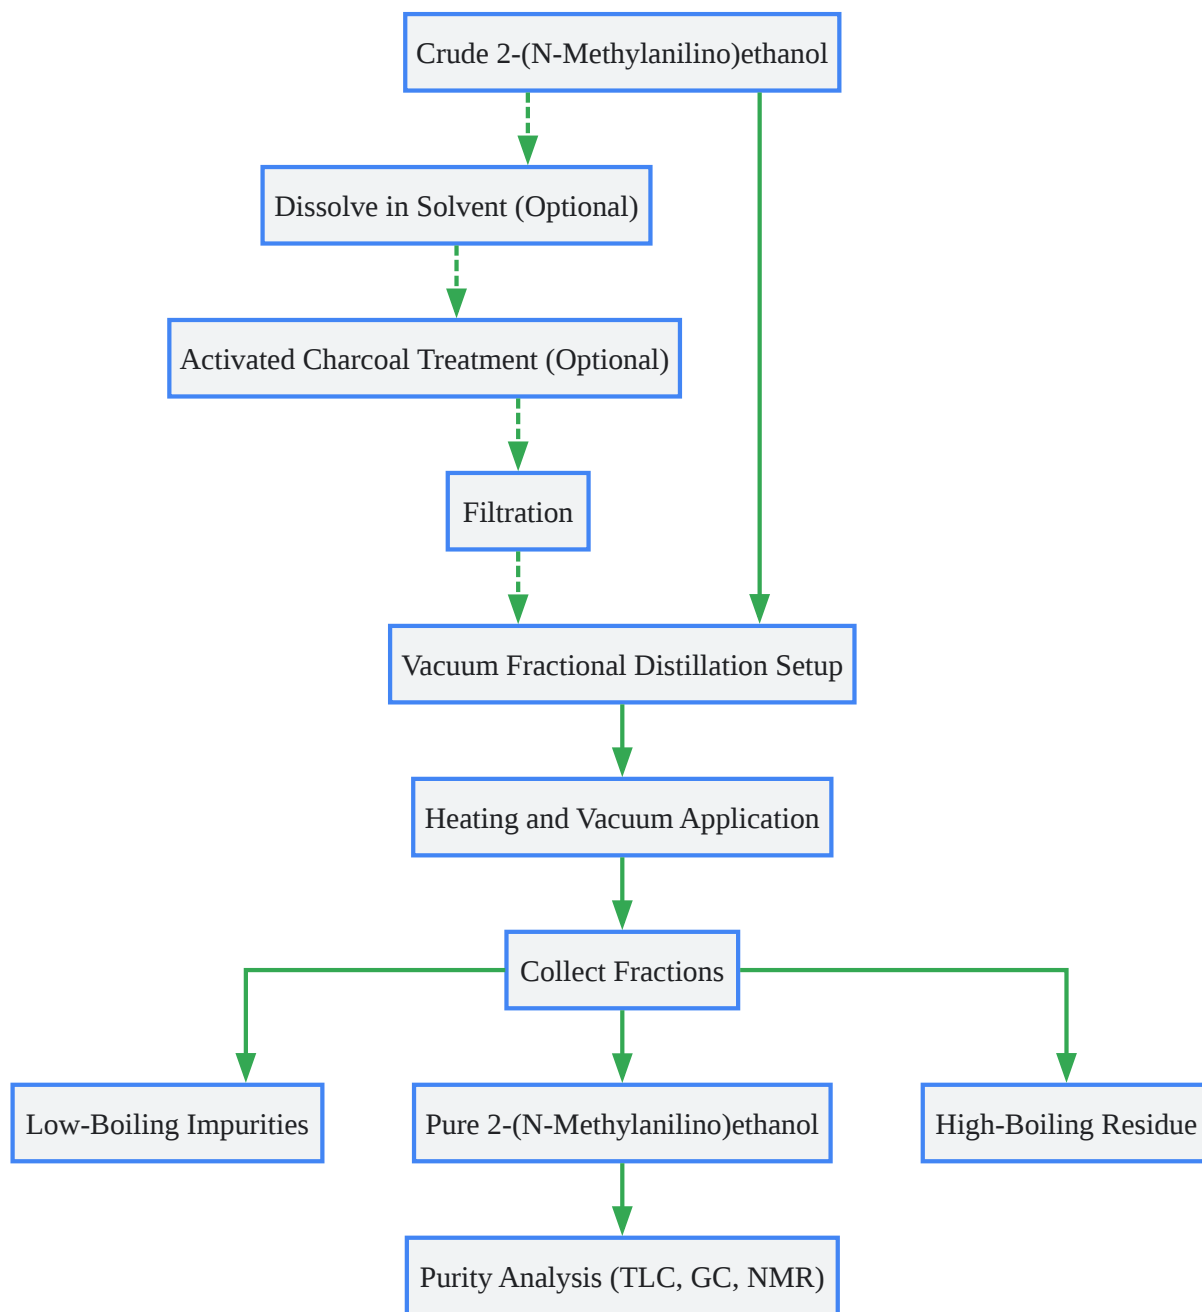 Crude 2-(N-Methylanilino)ethanol
Dissolve in Solvent (Optional)
Activated Charcoal Treatment (Optional)
Filtration
Vacuum Fractional Distillation Setup
Heating and Vacuum Application
Collect Fractions
Low-Boiling Impurities
Pure 2-(N-Methylanilino)ethanol
High-Boiling Residue
Purity Analysis (TLC, GC, NMR)